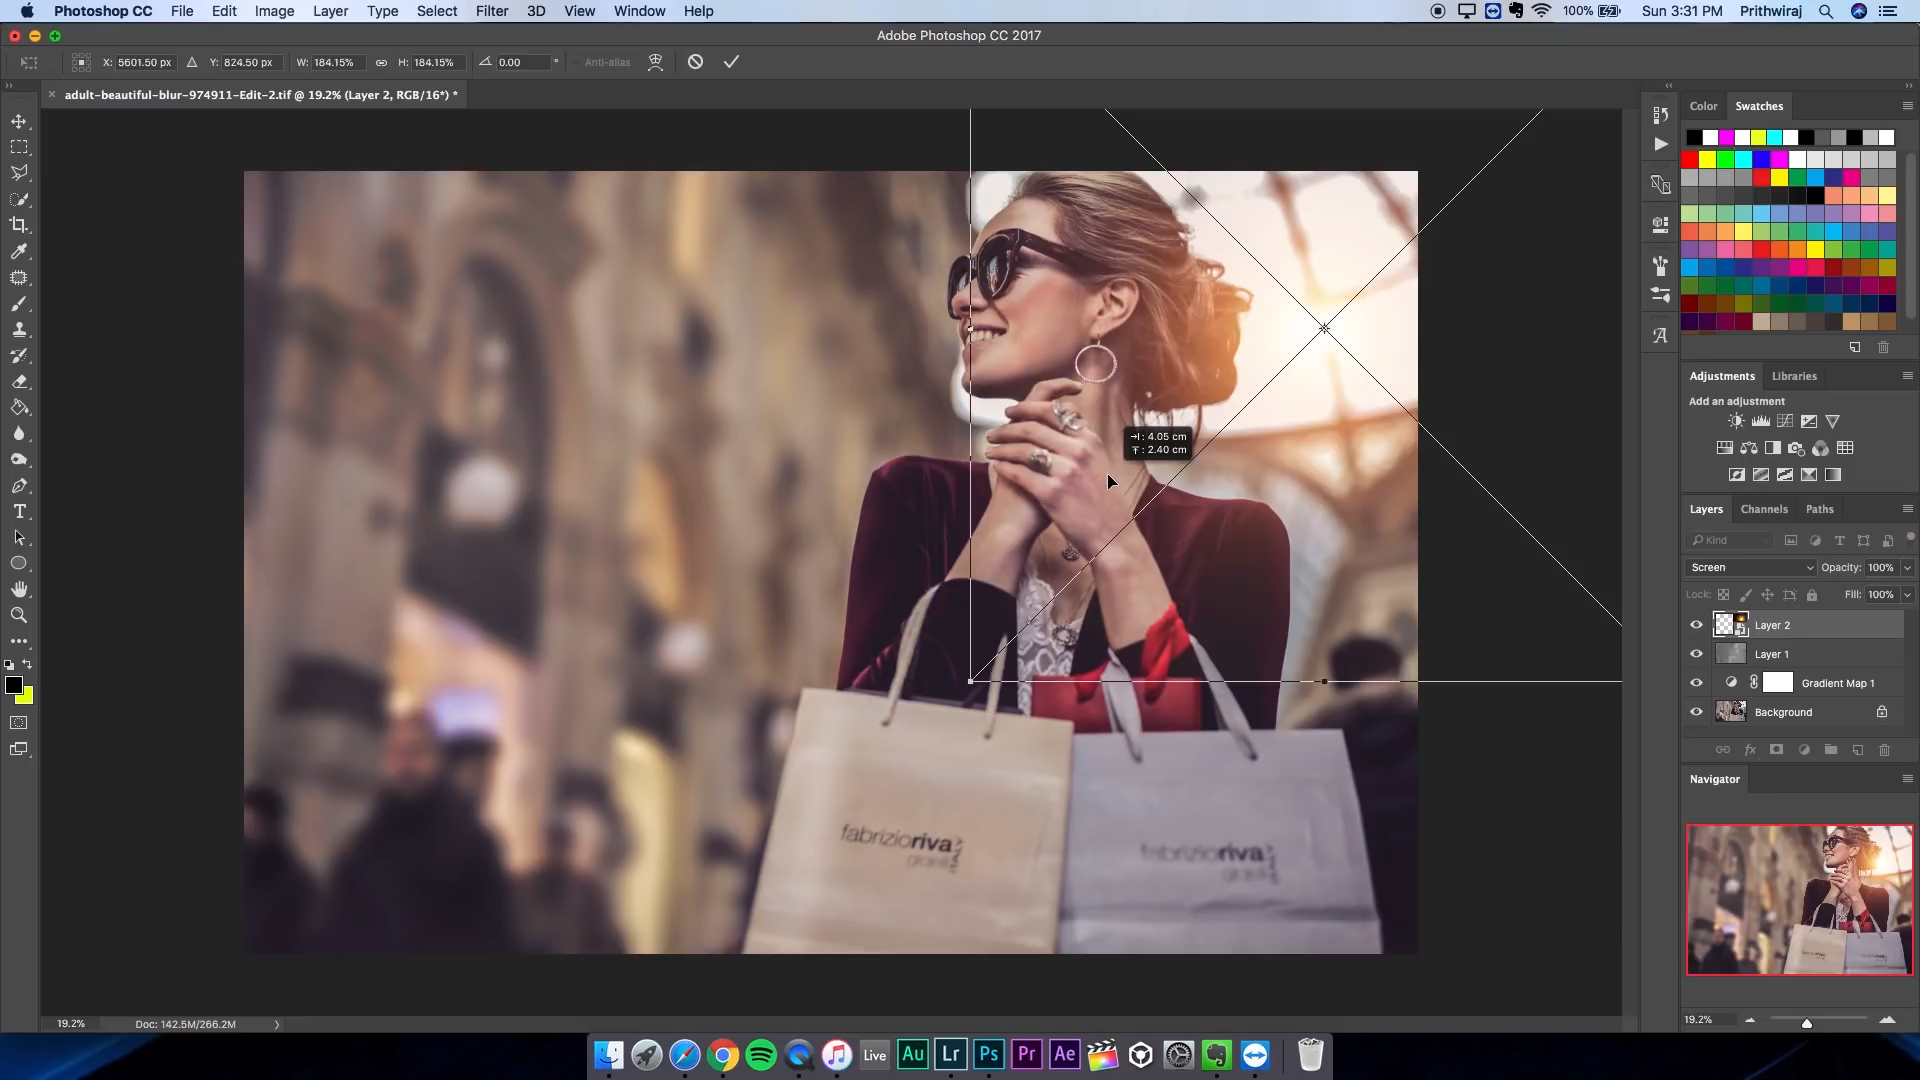 Photoshop CC File Edit Image Layer Type Select Filter 3D View Window Help 100% Sun 3:31 PM Prithwiraj
Adobe Photoshop CC 2017
X: 5601.50 px Y: 824.50 px W: 184.15% H: 184.15% 0.00 ° Anti-alias
adult-beautiful-blur-974911-Edit-2.tif @ 19.2% (Layer 2, RGB/16*) *
Color Swatches
Adjustments Libraries
Add an adjustment
Layers Channels Paths
Kind
Screen Opacity: 100%
Lock: Fill: 100%
Layer 2
Layer 1
Gradient Map 1
Background
Navigator
19.2%
: 4.05 cm
: 2.40 cm
fabrizioriva
gioielli
fabrizioriva
19.2% Doc: 142.5M/266.2M
Live Au Lr Ps Pr Ae